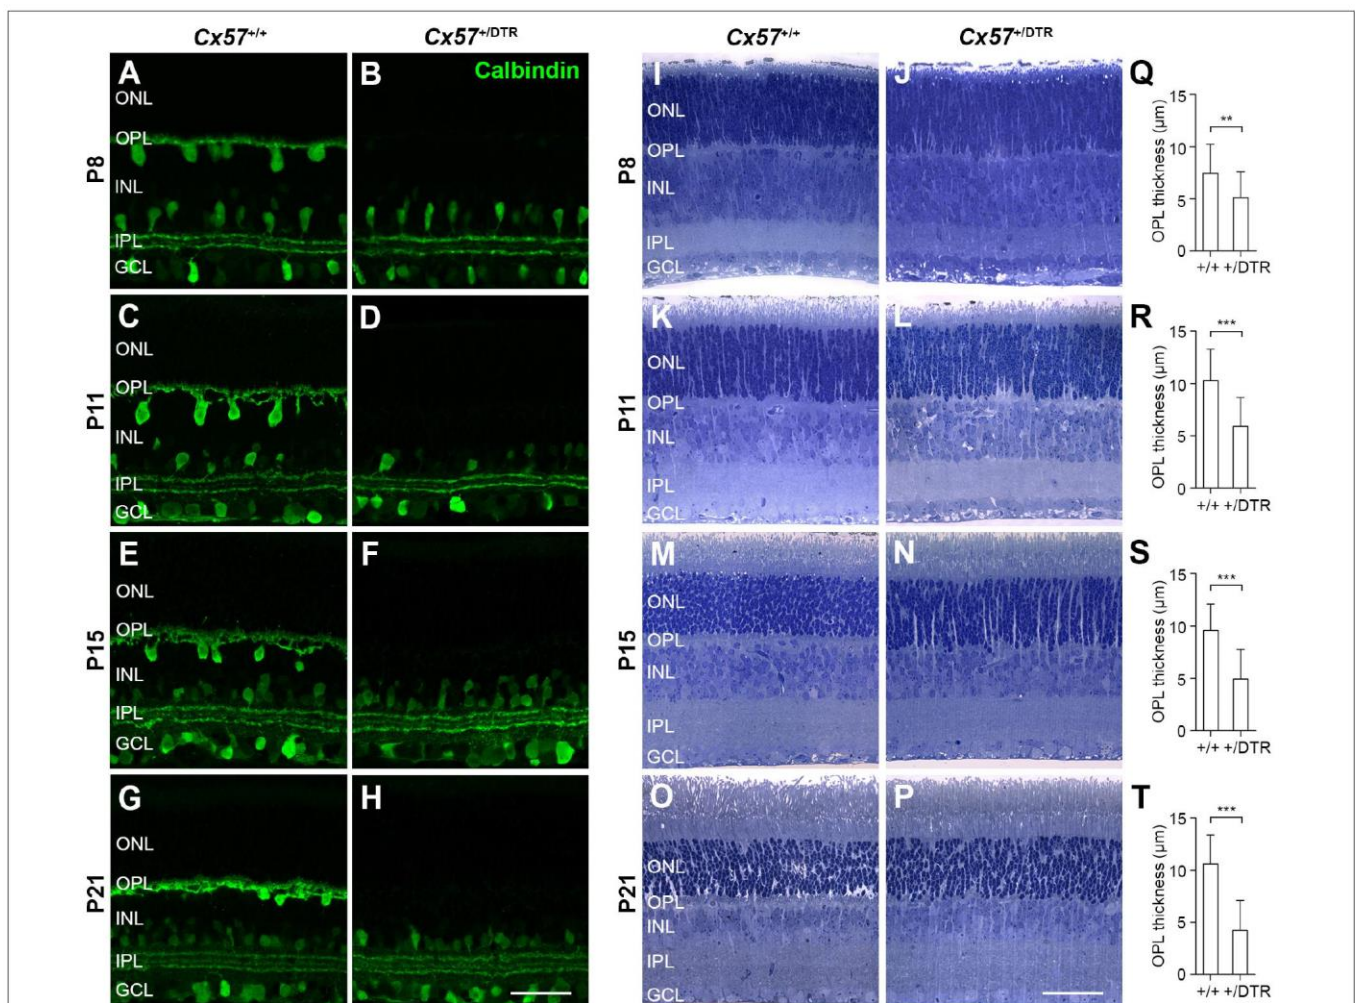 Cx57+/+ Cx57+/DTR Cx57+/+ Cx57+/DTR
P8
A
ONL
OPL
INL
IPL
GCL
B
Calbindin
I
ONL
OPL
INL
IPL
GCL
J
Q
OPL thickness (µm)
15
10
5
0
**
+/+ +/DTR
P11
C
ONL
OPL
INL
IPL
GCL
D
P11
K
ONL
OPL
INL
IPL
GCL
L
R
OPL thickness (µm)
15
10
5
0
***
+/+ +/DTR
P15
E
ONL
OPL
INL
IPL
GCL
F
P15
M
ONL
OPL
INL
IPL
GCL
N
S
OPL thickness (µm)
15
10
5
0
***
+/+ +/DTR
P21
G
ONL
OPL
INL
IPL
GCL
H
P21
O
ONL
OPL
INL
IPL
GCL
P
T
OPL thickness (µm)
15
10
5
0
***
+/+ +/DTR
P8